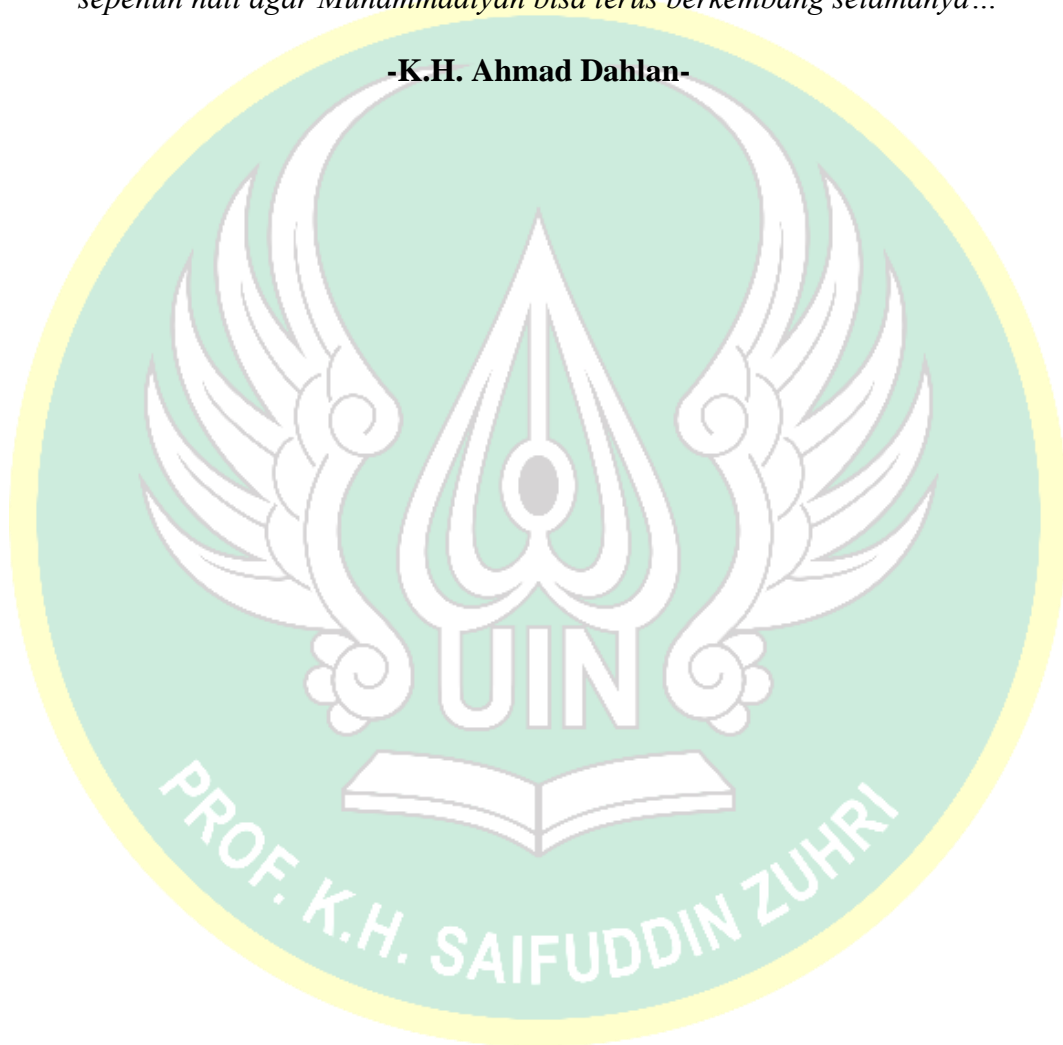 sepenuh hati agar Muhammadiyah bisa terus berkembang selamanya…
-K.H. Ahmad Dahlan-
UIN
PROF. K.H. SAIFUDDIN ZUHRI